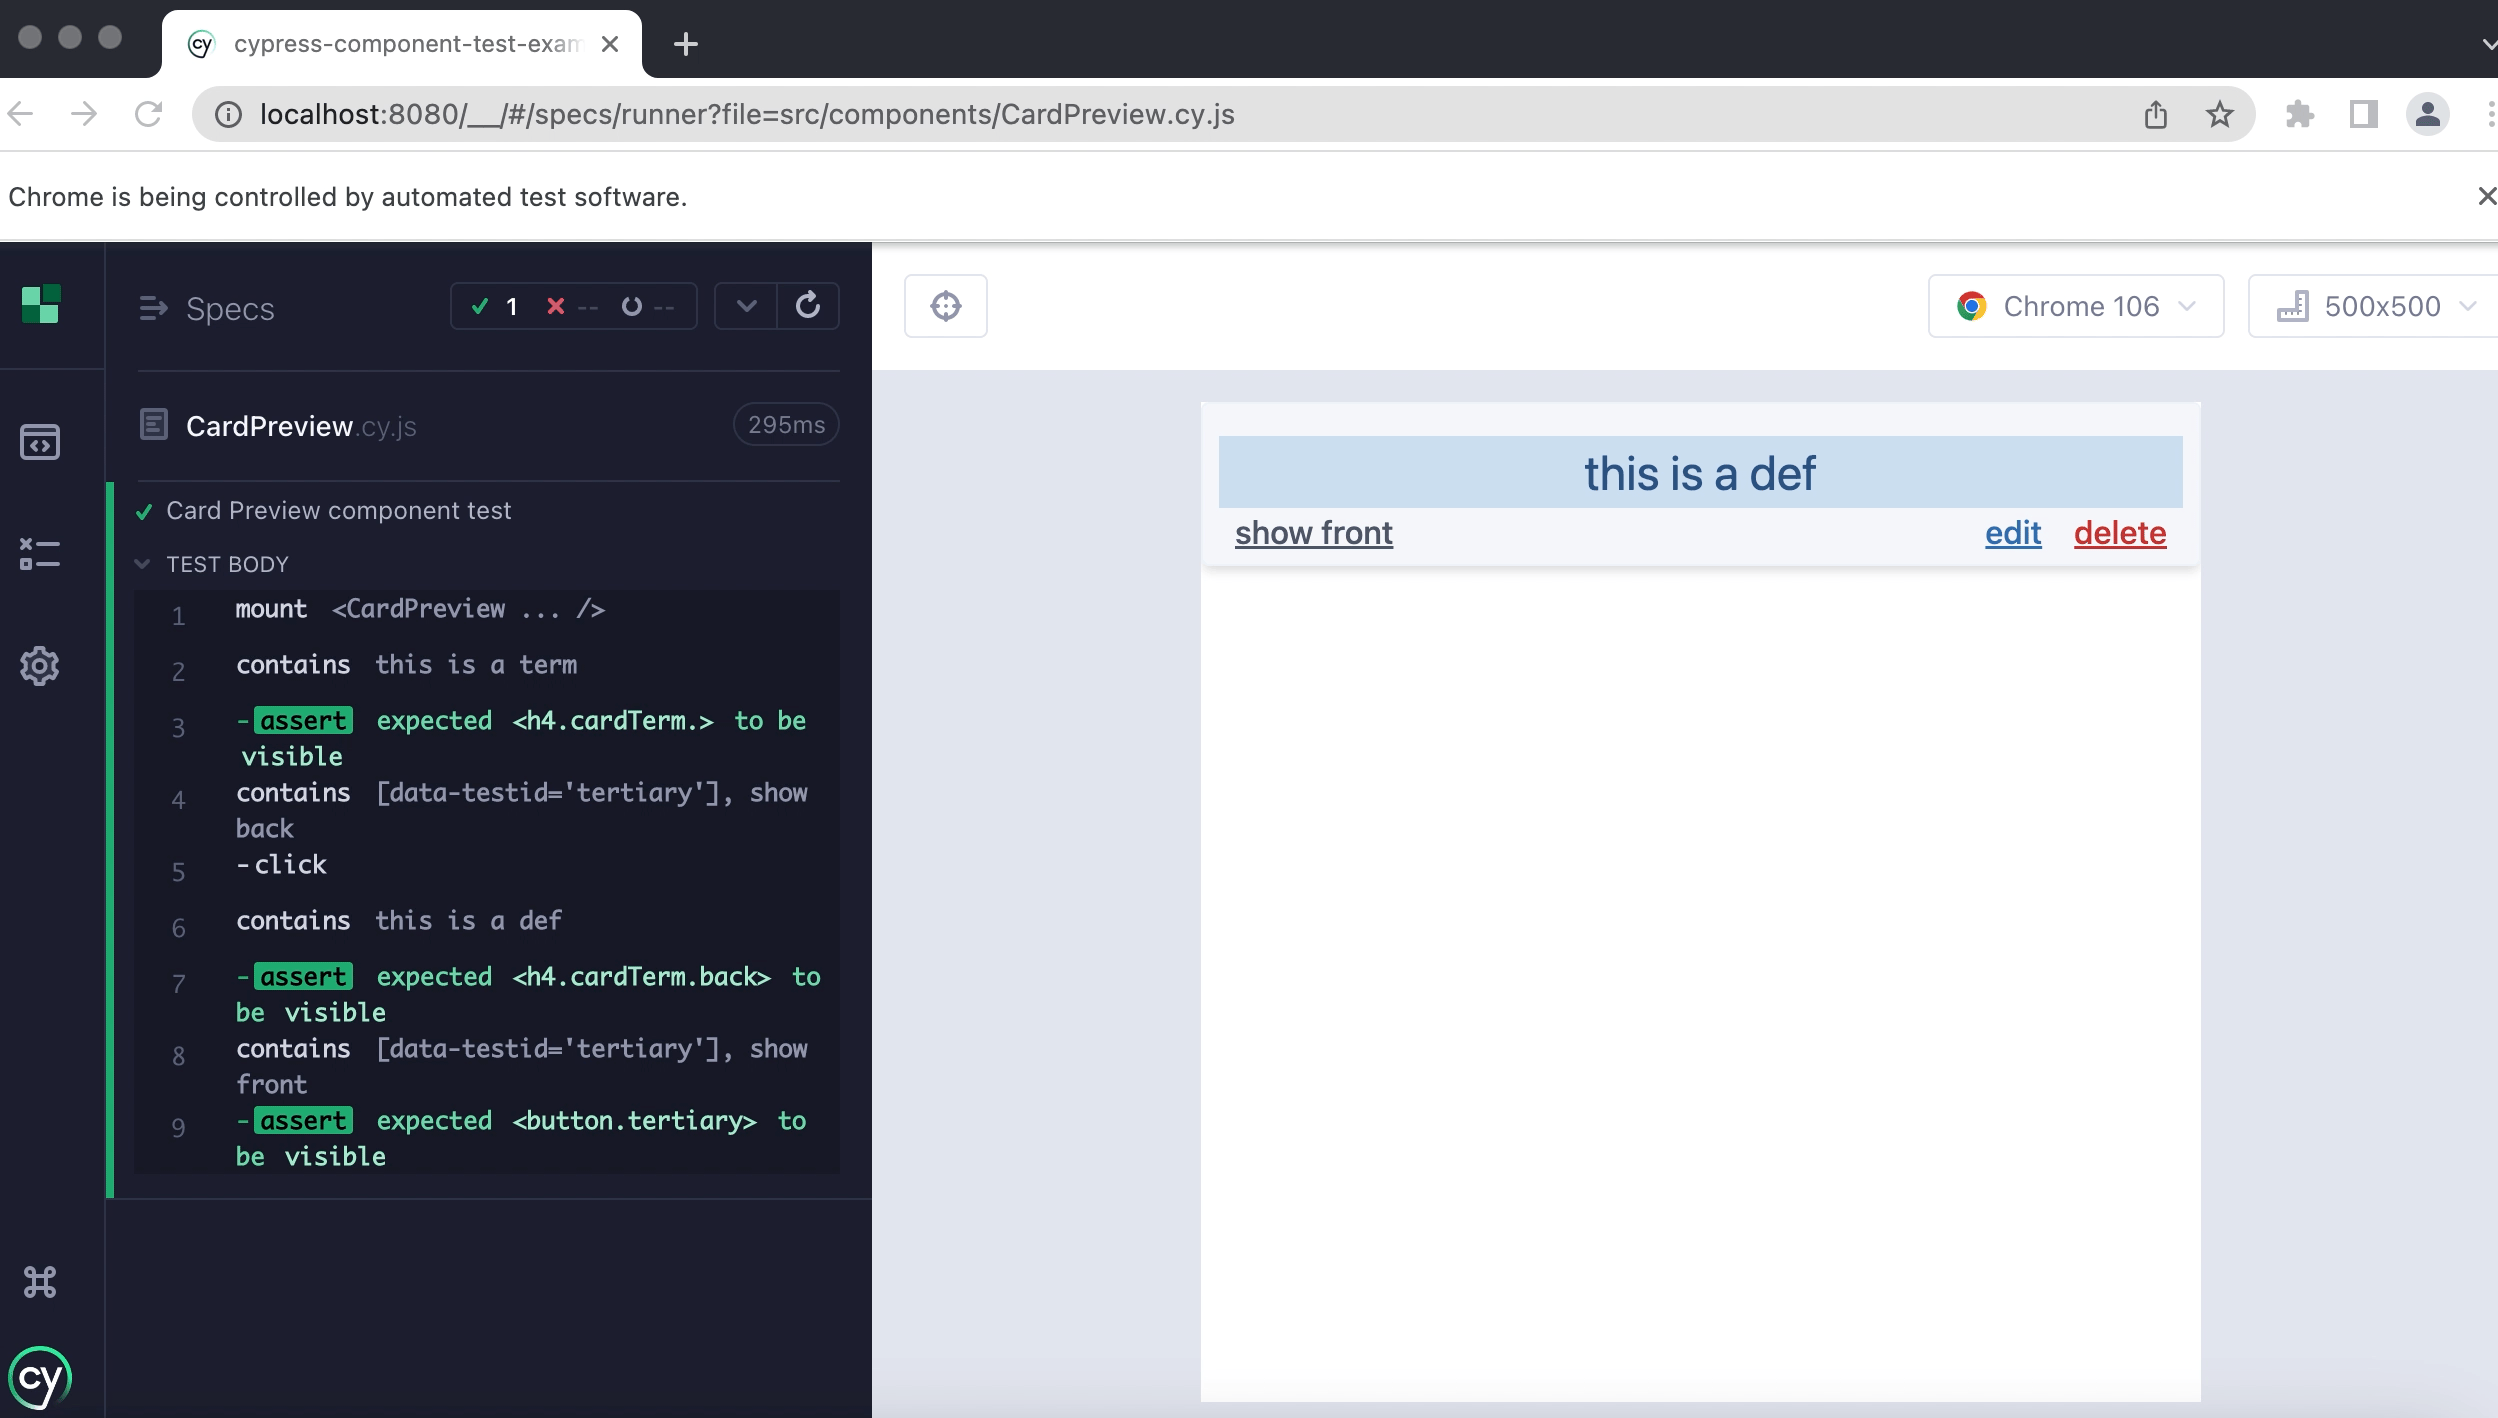 cypress-component-test-exam
localhost:8080/__/#/specs/runner?file=src/components/CardPreview.cy.js
Chrome is being controlled by automated test software.
Specs
1 -- --
Chrome 106
500x500
CardPreview.cy.js
295ms
Card Preview component test
TEST BODY
1 mount <CardPreview ... />
2 contains this is a term
3 -assert expected <h4.cardTerm.> to be
visible
4 contains [data-testid='tertiary'], show
back
5 -click
6 contains this is a def
7 -assert expected <h4.cardTerm.back> to
be visible
8 contains [data-testid='tertiary'], show
front
9 -assert expected <button.tertiary> to
be visible
cy
this is a def
show front
edit delete